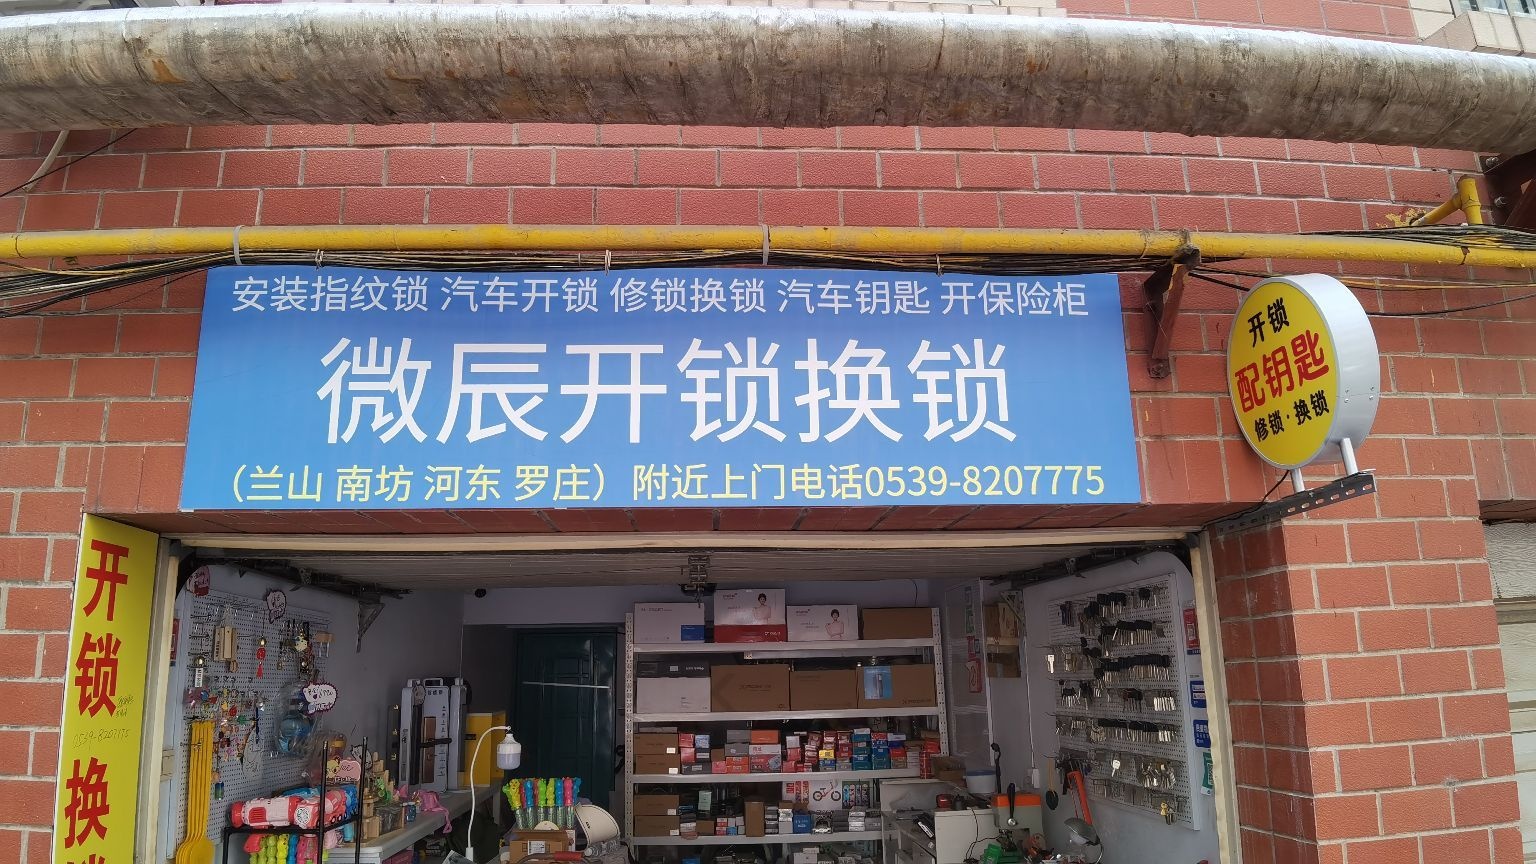 安装指纹锁 汽车开锁 修锁换锁 汽车钥匙 开保险柜
微辰开锁换锁
（兰山 南坊 河东 罗庄）附近上门电话0539-8207775
开锁
配钥匙
修锁·换锁
开锁 换
0539-8207775